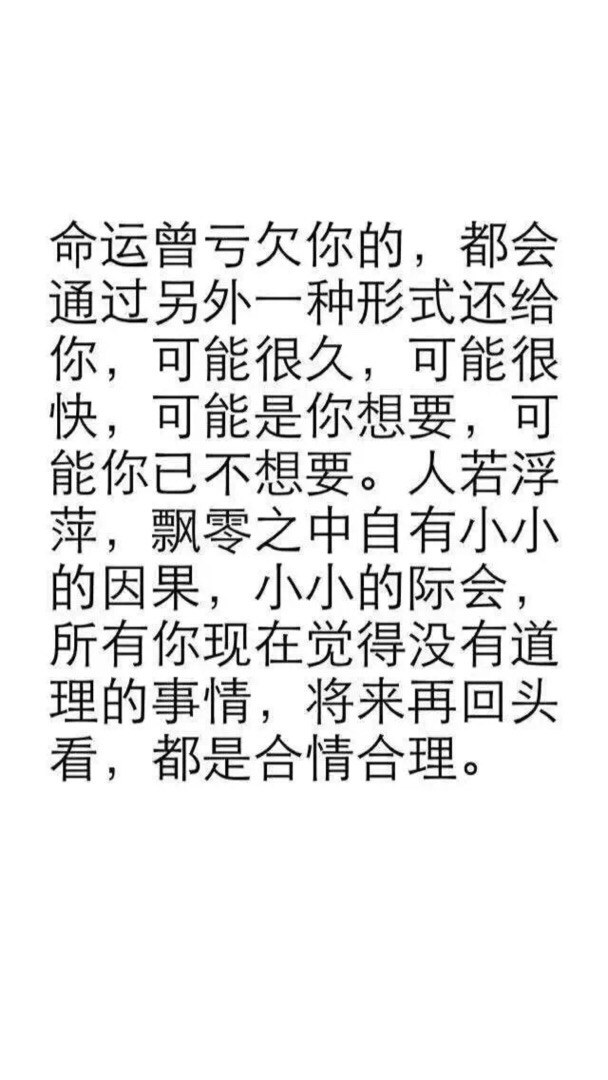 命运曾亏欠你的，都会
通过另外一种形式还给
你，可能很久，可能很
快，可能是你想要，可
能你已不想要。人若浮
萍，飘零之中自有小小
的因果，小小的际会，
所有你现在觉得没有道
理的事情，将来再回头
看，都是合情合理。